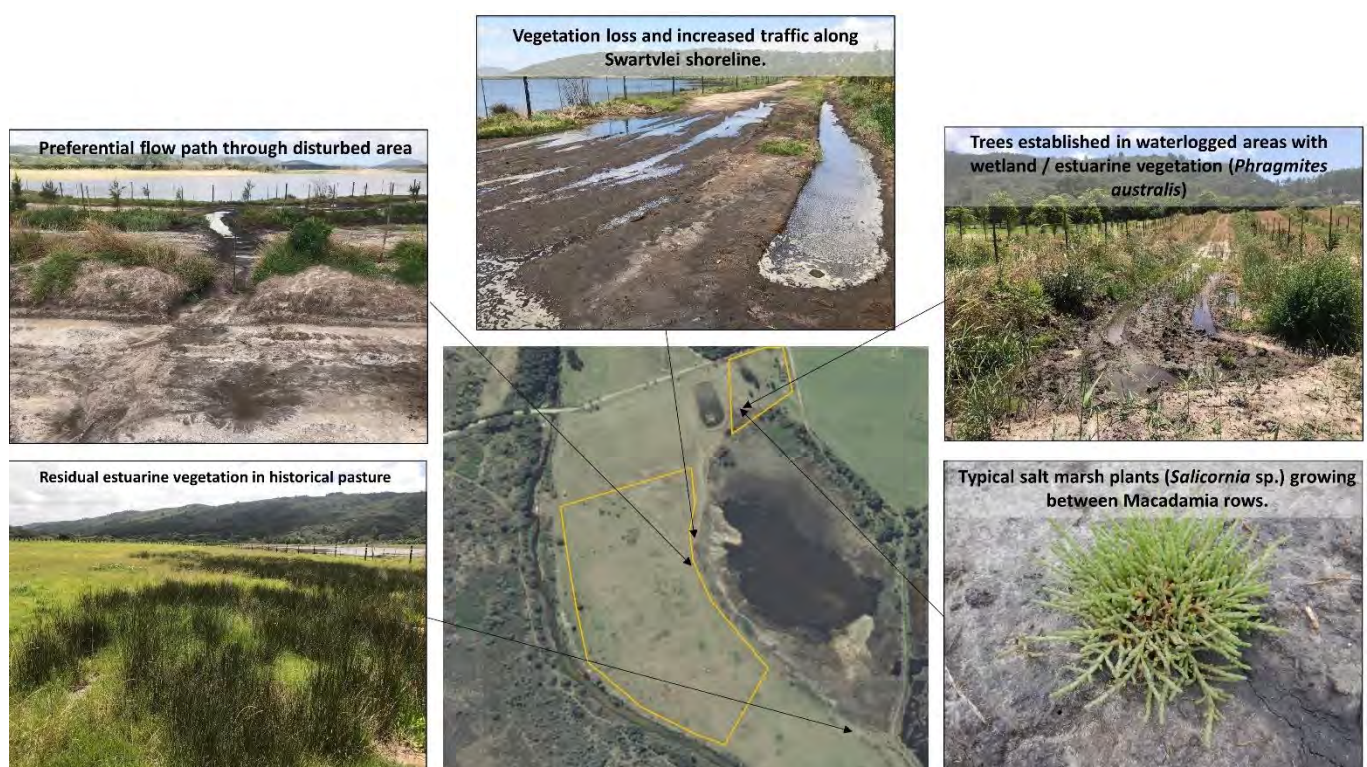 Vegetation loss and increased traffic along
Swartvlei shoreline.
Preferential flow path through disturbed area
Trees established in waterlogged areas with
wetland / estuarine vegetation (Phragmites
australis)
Residual estuarine vegetation in historical pasture
Typical salt marsh plants (Salicornia sp.) growing
between Macadamia rows.